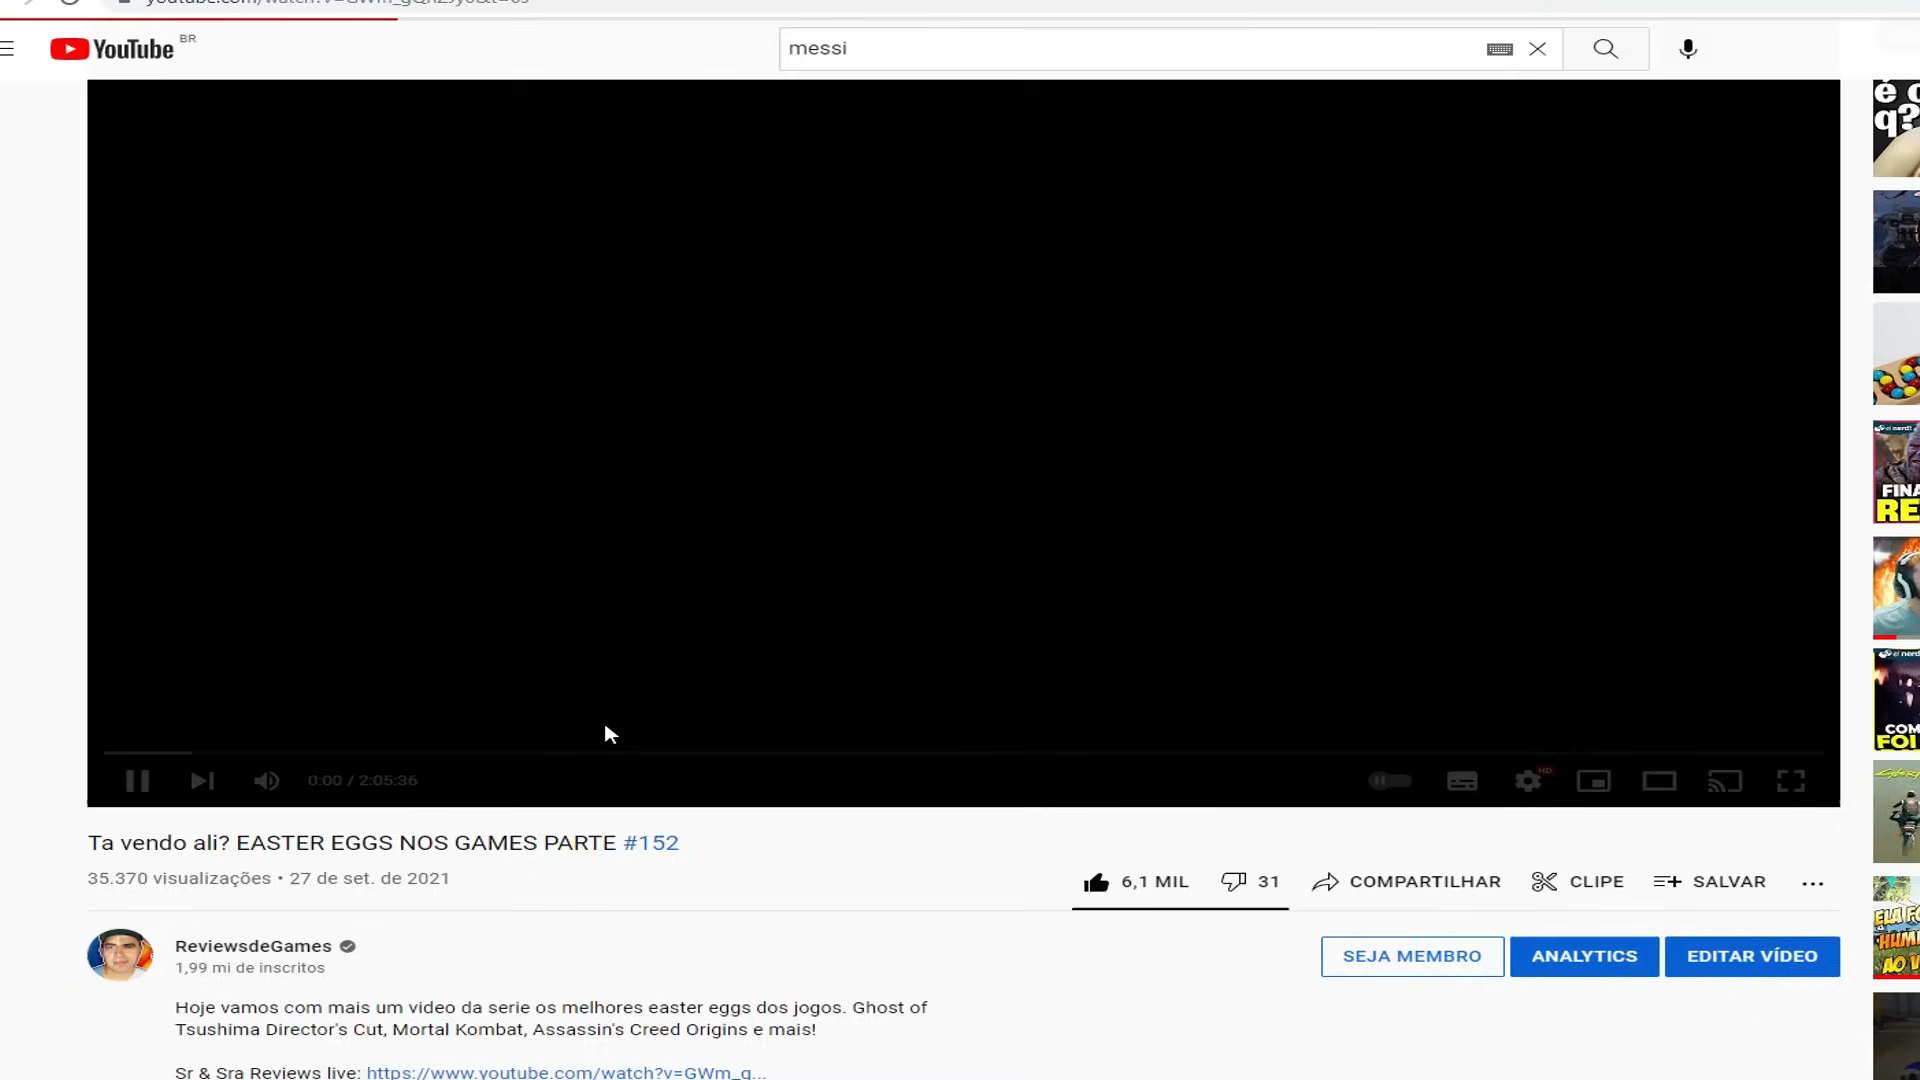 YouTube BR
messi
é o
q?
FINA
RE
COM
FOI
ELA FO
HUM
AO V
0:00 / 2:05:36
HD
Ta vendo ali? EASTER EGGS NOS GAMES PARTE #152
35.370 visualizações • 27 de set. de 2021
6,1 MIL 31 COMPARTILHAR CLIPE SALVAR ...
ReviewsdeGames
1,99 mi de inscritos
SEJA MEMBRO ANALYTICS EDITAR VÍDEO
Hoje vamos com mais um video da serie os melhores easter eggs dos jogos. Ghost of
Tsushima Director's Cut, Mortal Kombat, Assassin's Creed Origins e mais!
Sr & Sra Reviews live: https://www.youtube.com/watch?v=GWm_g...